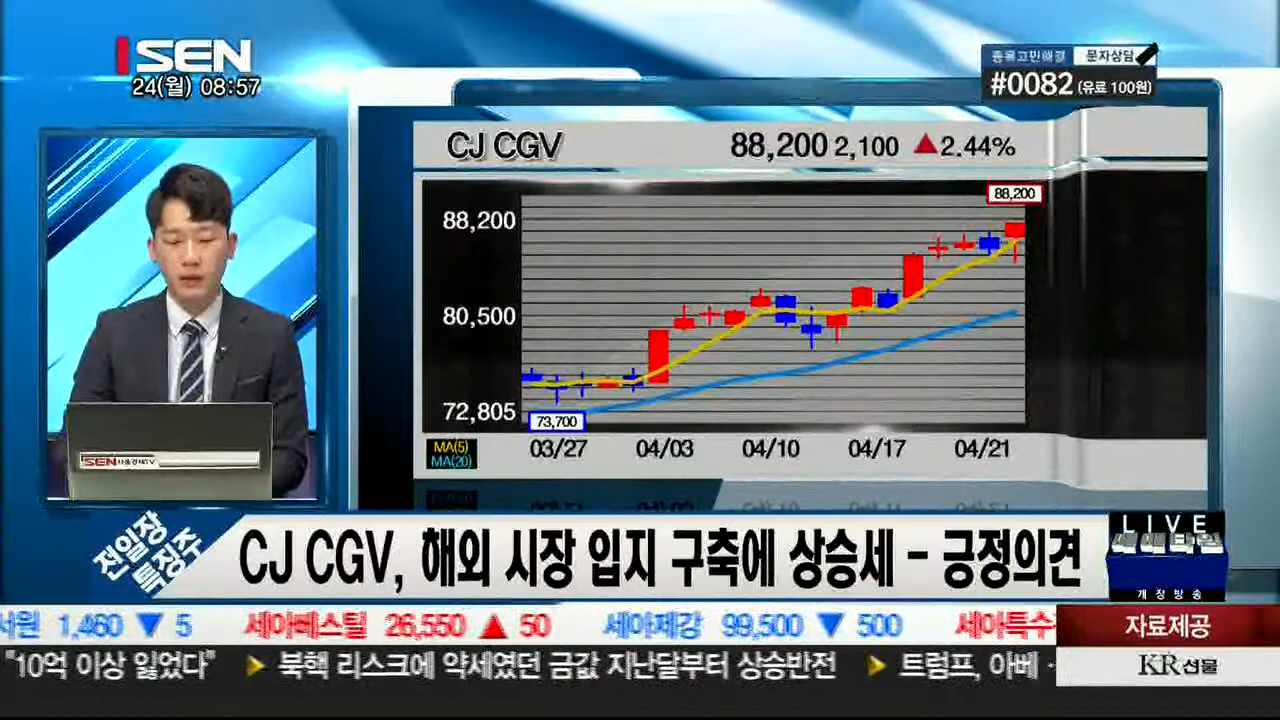 SEN
24(월) 08:57
종목고민해결 문자상담
#0082 (유료 100원)
CJ CGV 88,200 2,100 ▲2.44%
88,200
88,200
80,500
72,805
73,700
MA(5)
MA(20)
03/27 04/03 04/10 04/17 04/21
SEN 서울경제TV
전일장
특징주
CJ CGV, 해외 시장 입지 구축에 상승세 - 긍정의견
LIVE
개장방송
서원 1,460 ▼ 5 세아베스틸 26,550 ▲ 50 세아제강 99,500 ▼ 500 세아특수
자료제공
"10억 이상 잃었다" ▶ 북핵 리스크에 약세였던 금값 지난달부터 상승반전 ▶ 트럼프, 아베
KR선물